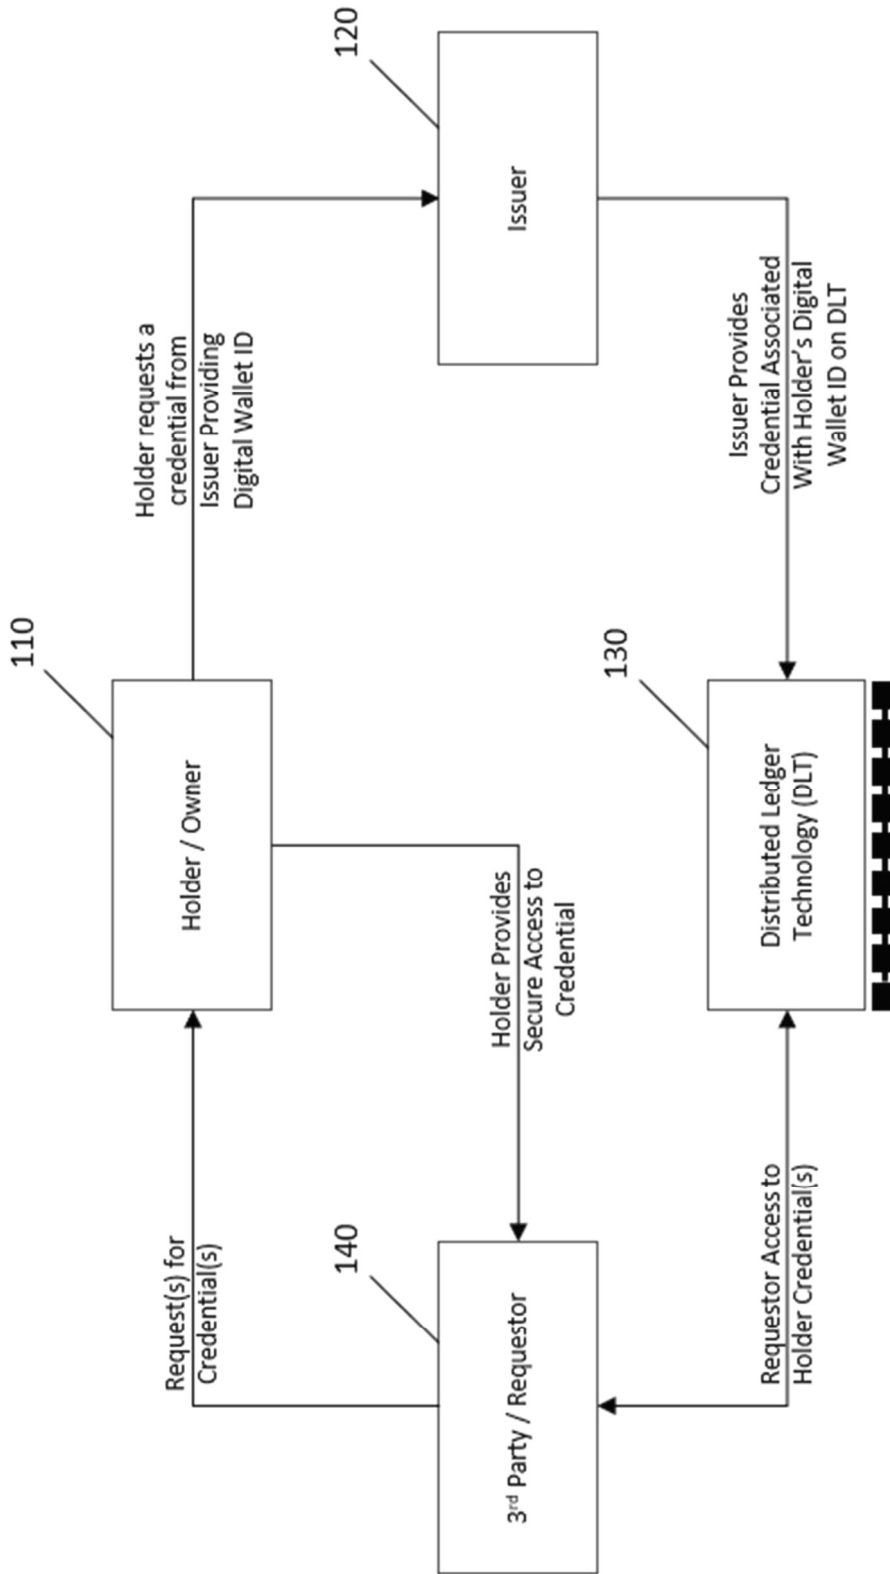 110
Holder / Owner
Holder requests a
credential from
Issuer Providing
Digital Wallet ID
120
Issuer
Issuer Provides
Credential Associated
With Holder's Digital
Wallet ID on DLT
130
Distributed Ledger
Technology (DLT)
Request(s) for
Credential(s)
Holder Provides
Secure Access to
Credential
140
3rd Party / Requestor
Requestor Access to
Holder Credential(s)